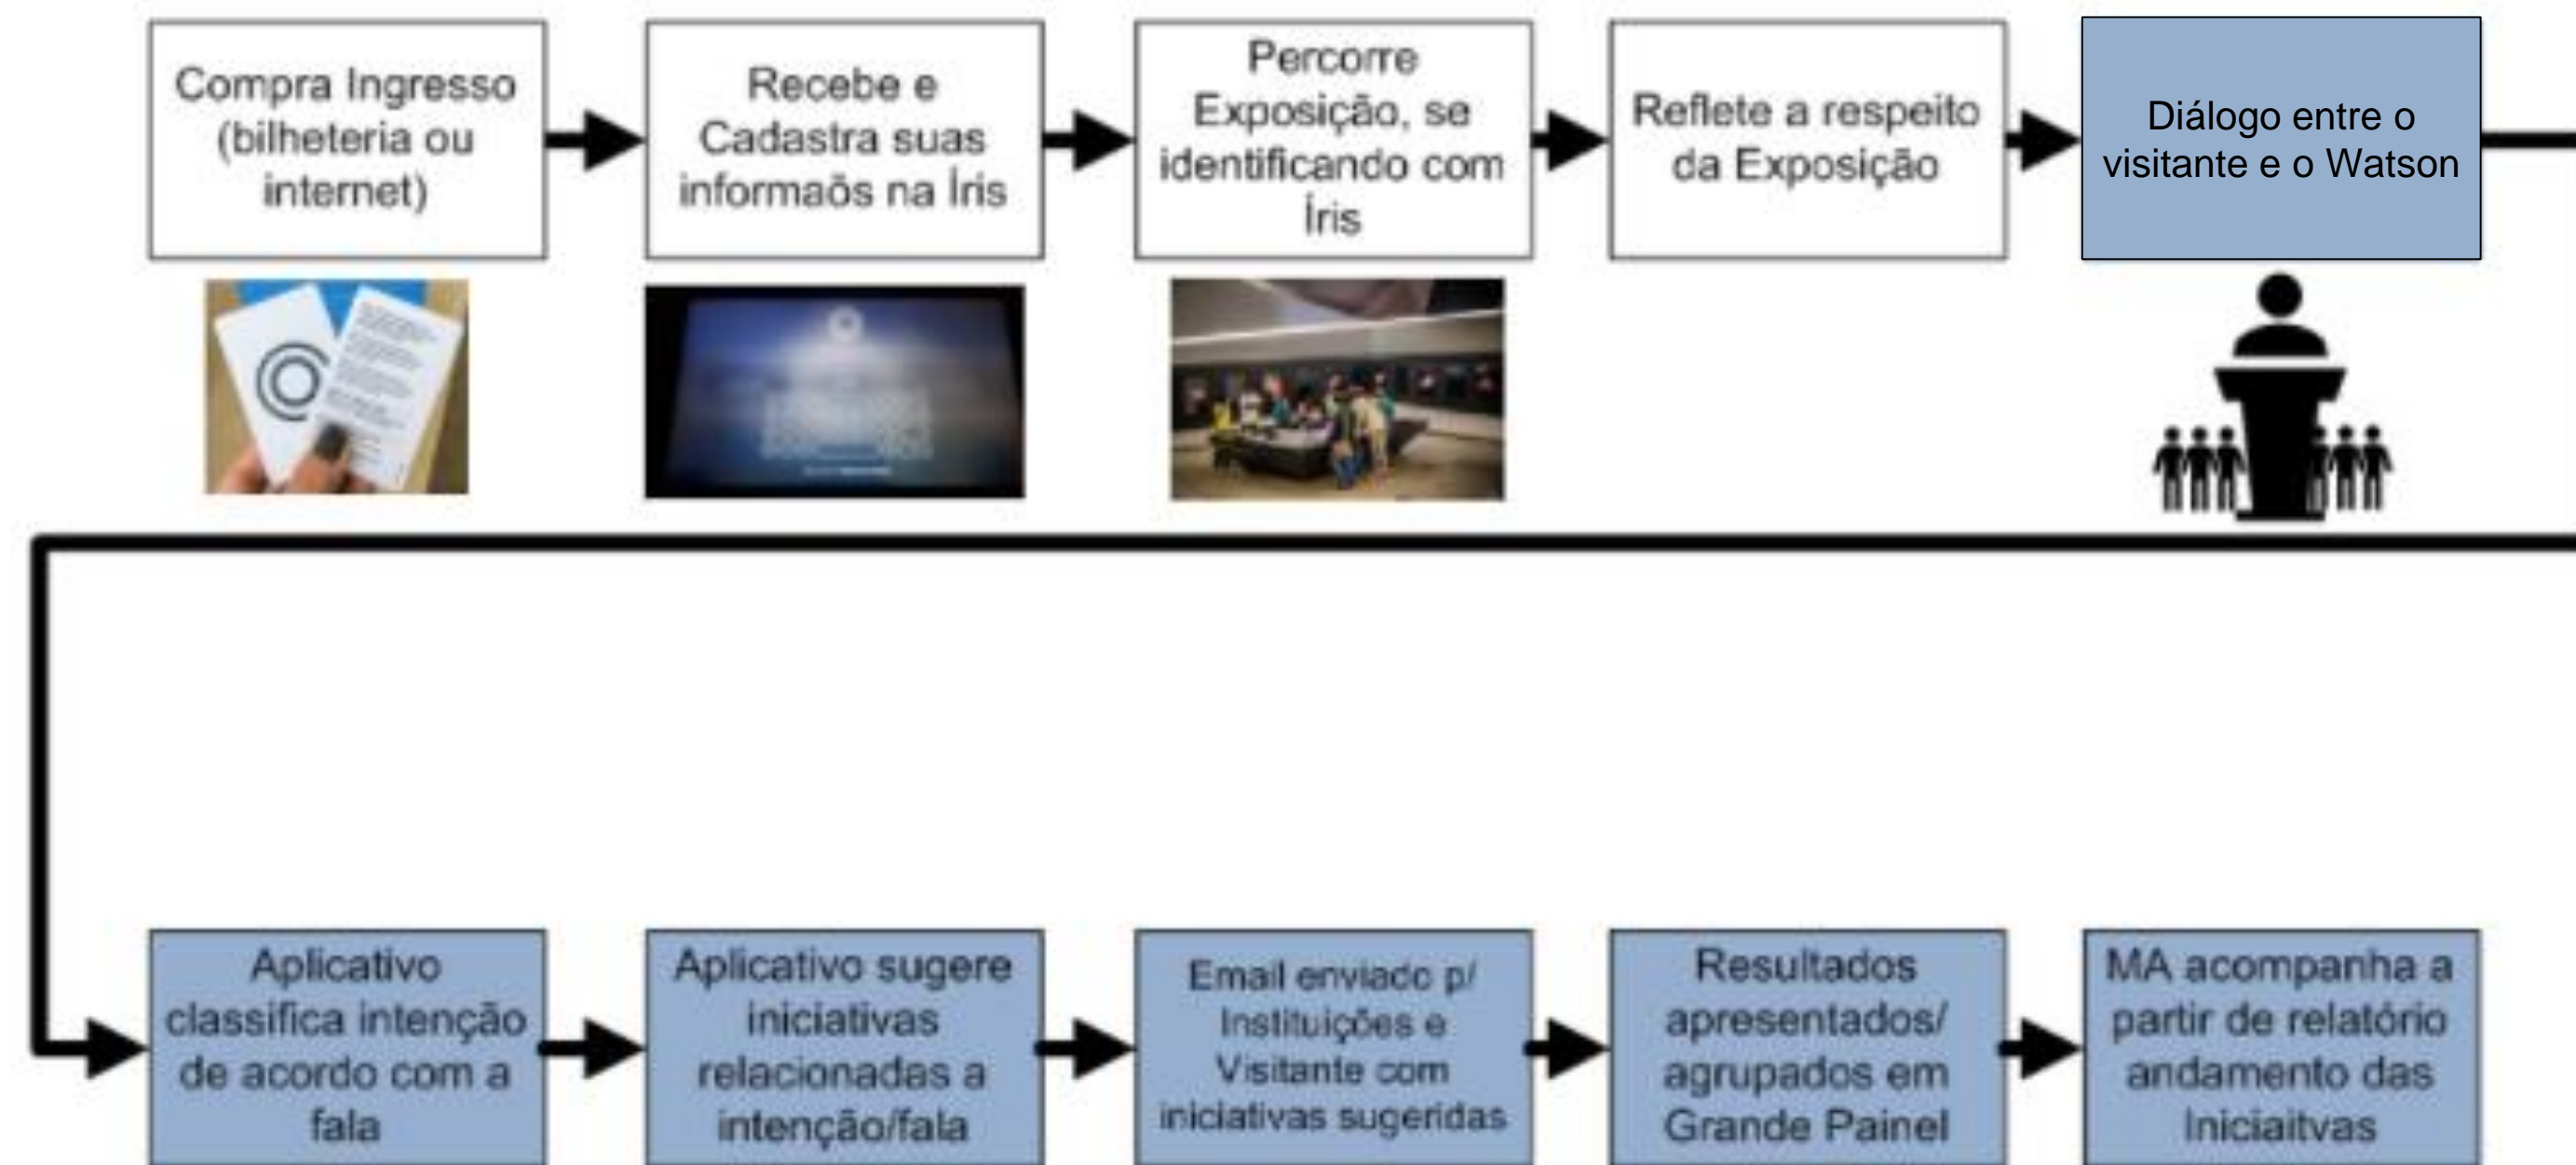 Compra Ingresso
(bilheteria ou
internet)
Recebe e
Cadastra suas
informaõs na Íris
Percorre
Exposição, se
identificando com
Íris
Reflete a respeito
da Exposição
Diálogo entre o
visitante e o Watson
Aplicativo
classifica intenção
de acordo com a
fala
Aplicativo sugere
iniciativas
relacionadas a
intenção/fala
Email enviado p/
Instituições e
Visitante com
iniciativas sugeridas
Resultados
apresentados/
agrupados em
Grande Painel
MA acompanha a
partir de relatório
andamento das
Iniciaitvas